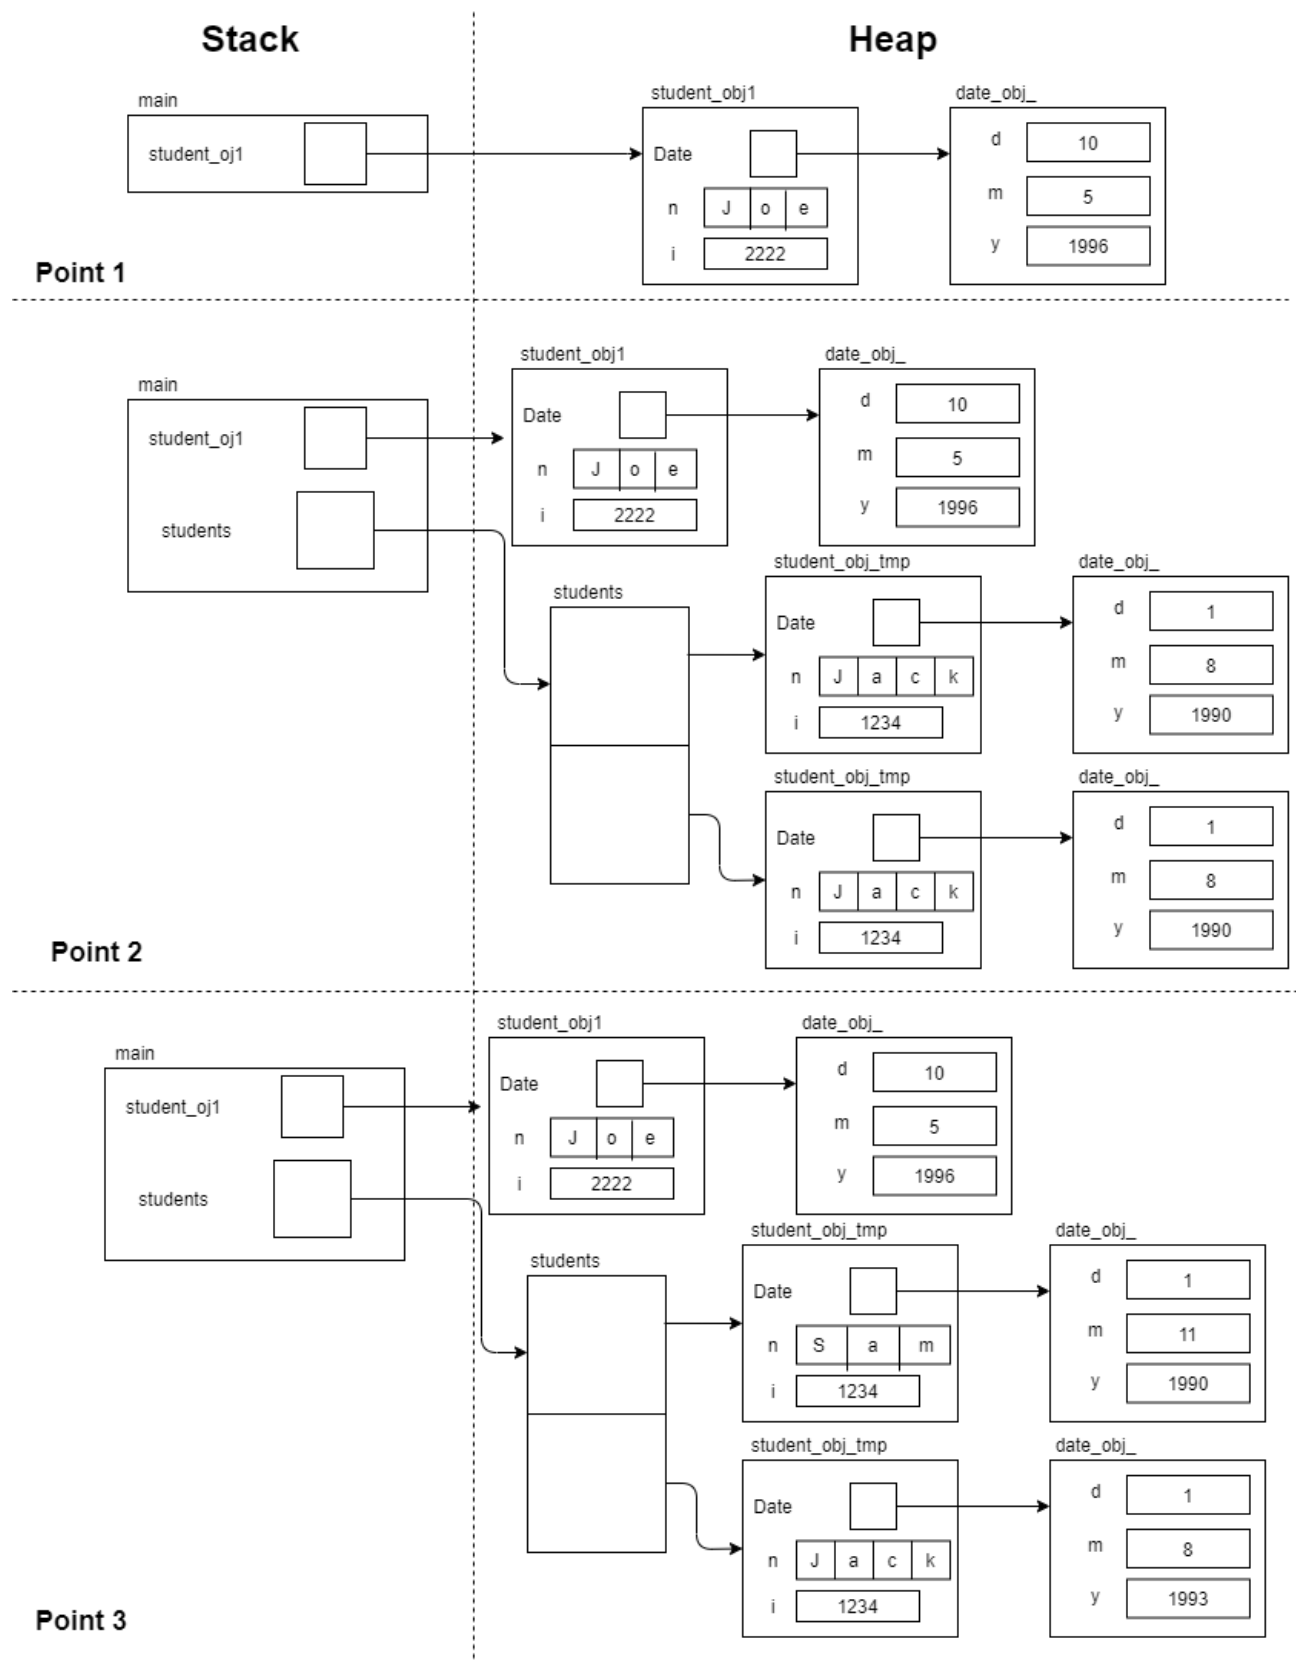 Stack
Heap
main
student_oj1
student_obj1
Date
n
J o e
i
2222
date_obj_
d
10
m
5
y
1996
Point 1
main
student_oj1
students
student_obj1
Date
n
J o e
i
2222
date_obj_
d
10
m
5
y
1996
students
student_obj_tmp
Date
n
J a c k
i
1234
date_obj_
d
1
m
8
y
1990
student_obj_tmp
Date
n
J a c k
i
1234
date_obj_
d
1
m
8
y
1990
Point 2
main
student_oj1
students
student_obj1
Date
n
J o e
i
2222
date_obj_
d
10
m
5
y
1996
students
student_obj_tmp
Date
n
S a m
i
1234
date_obj_
d
1
m
11
y
1990
student_obj_tmp
Date
n
J a c k
i
1234
date_obj_
d
1
m
8
y
1993
Point 3